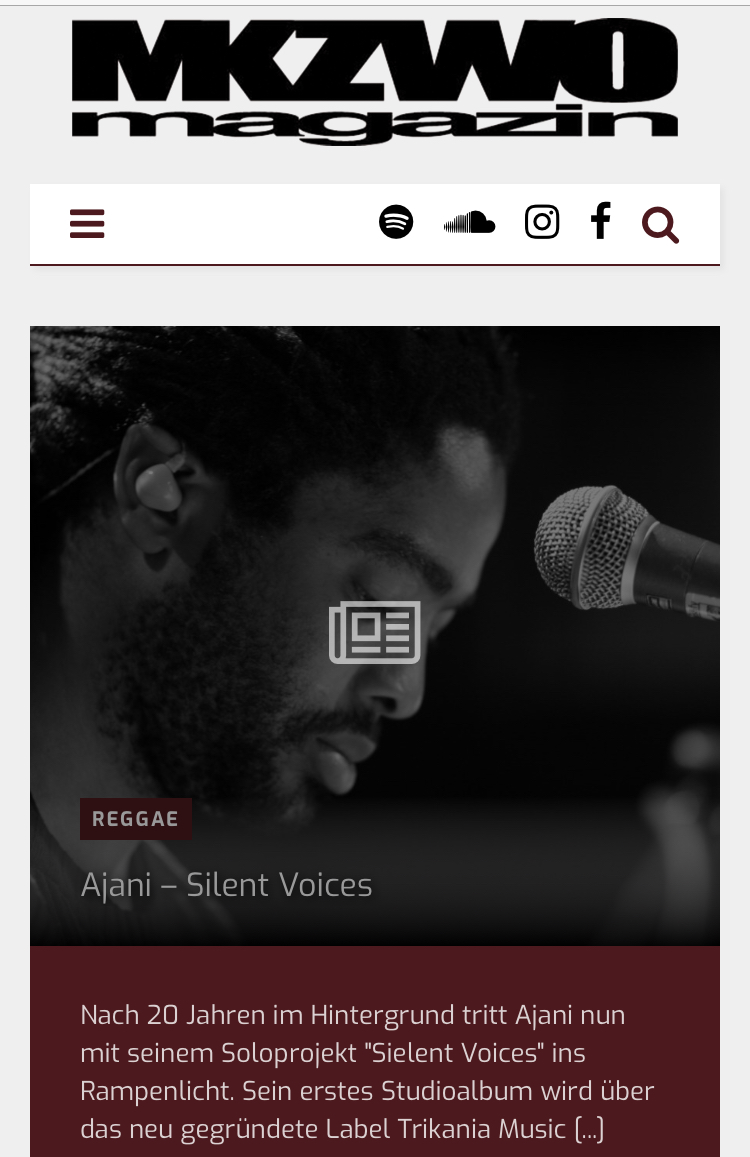 MKZWO
magazin
REGGAE
Ajani – Silent Voices
Nach 20 Jahren im Hintergrund tritt Ajani nun
mit seinem Soloprojekt "Sielent Voices" ins
Rampenlicht. Sein erstes Studioalbum wird über
das neu gegründete Label Trikania Music [...]